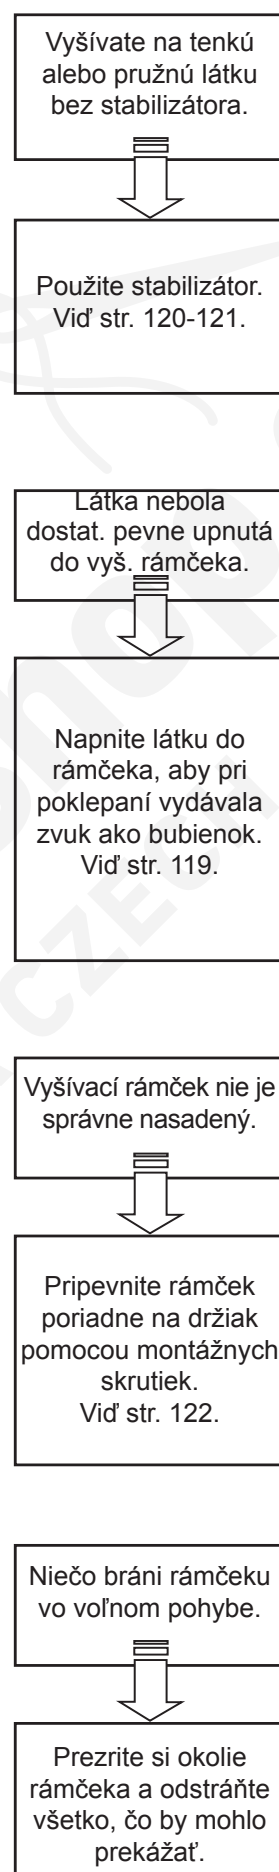 Vyšívate na tenkú
alebo pružnú látku
bez stabilizátora.
Použite stabilizátor.
Viď str. 120-121.
Látka nebola
dostat. pevne upnutá
do vyš. rámčeka.
Napnite látku do
rámčeka, aby pri
poklepaní vydávala
zvuk ako bubienok.
Viď str. 119.
Vyšívací rámček nie je
správne nasadený.
Pripevnite rámček
poriadne na držiak
pomocou montážnych
skrutiek.
Viď str. 122.
Niečo bráni rámčeku
vo voľnom pohybe.
Prezrite si okolie
rámčeka a odstráňte
všetko, čo by mohlo
prekážať.